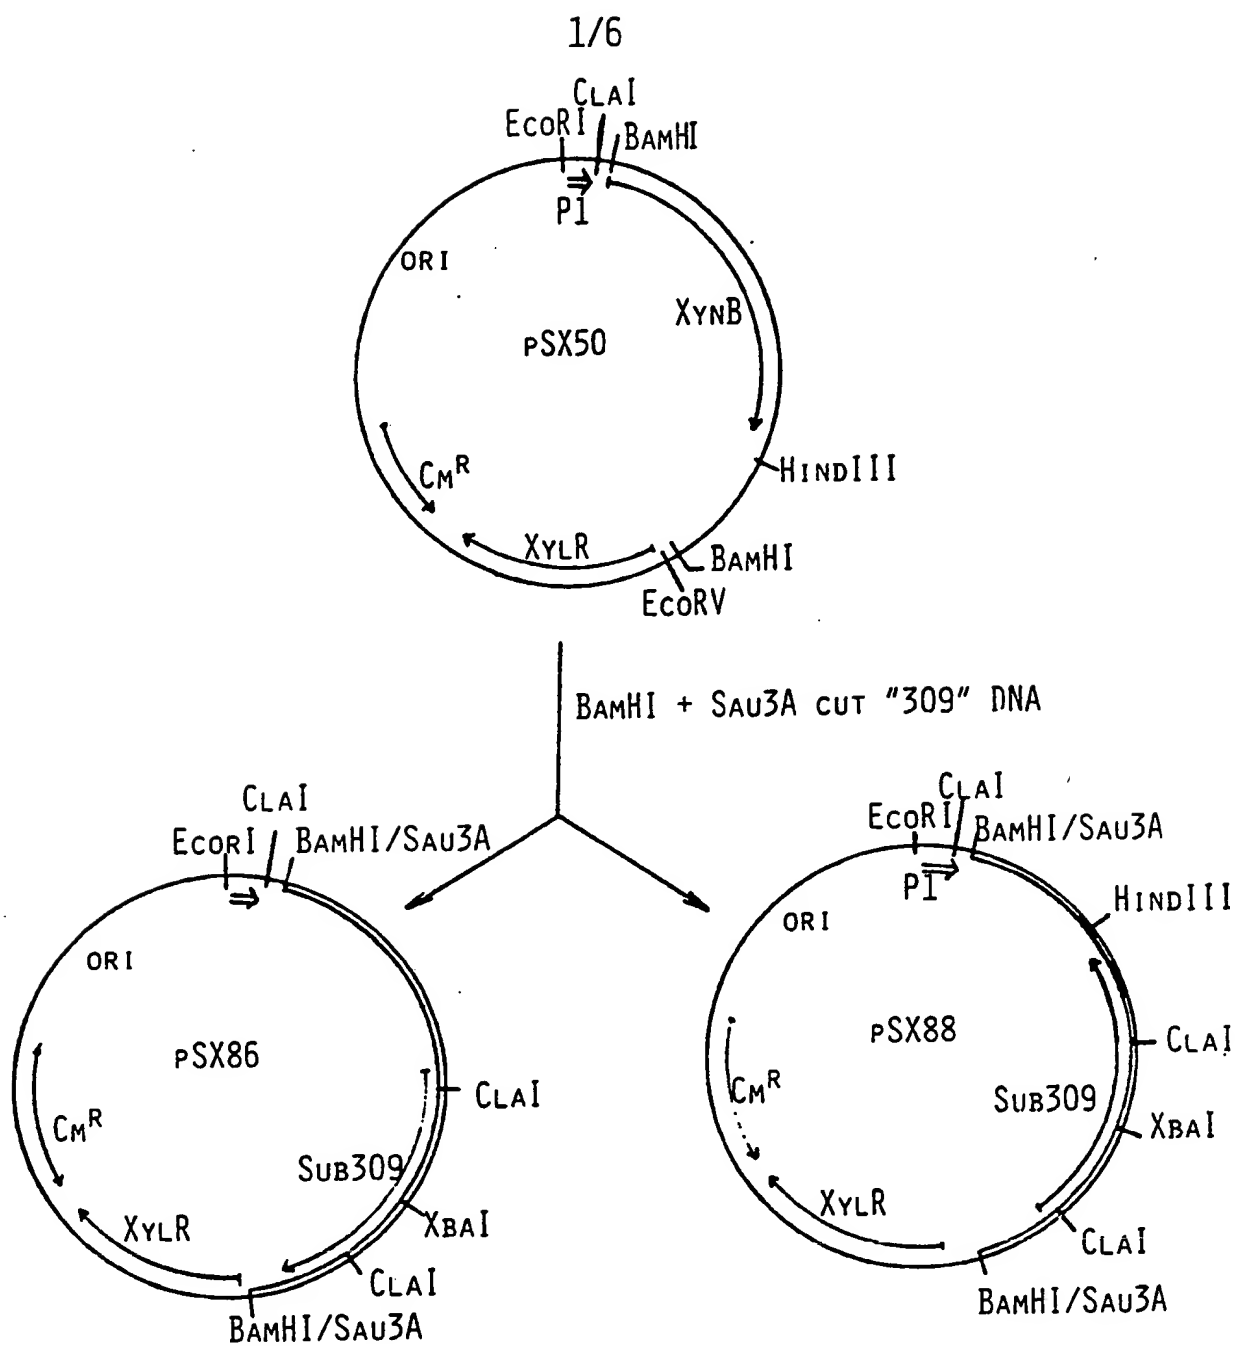 1/6
ClaI
EcoRI
BamHI
P1
ORI
XynB
pSX50
CmR
HindIII
XylR
BamHI
EcoRV
BamHI + Sau3A cut "309" DNA
ClaI
EcoRI
BamHI/Sau3A
ORI
pSX86
ClaI
CmR
Sub309
XylR
XbaI
ClaI
BamHI/Sau3A
ClaI
EcoRI
BamHI/Sau3A
P1
HindIII
ORI
pSX88
ClaI
CmR
Sub309
XbaI
XylR
ClaI
BamHI/Sau3A